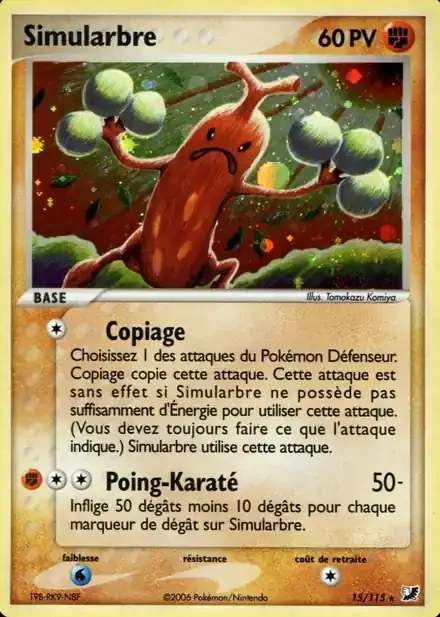 Simularbre 60 PV
BASE
Illus. Tomokazu Komiya
Copiage
Choisissez 1 des attaques du Pokémon Défenseur.
Copiage copie cette attaque. Cette attaque est
sans effet si Simularbre ne possède pas
suffisamment d'Énergie pour utiliser cette attaque.
(Vous devez toujours faire ce que l'attaque
indique.) Simularbre utilise cette attaque.
Poing-Karaté 50-
Inflige 50 dégâts moins 10 dégâts pour chaque
marqueur de dégât sur Simularbre.
faiblesse résistance coût de retraite
T9B-RK9-NBF ©2006 Pokémon/Nintendo 15/115 ★